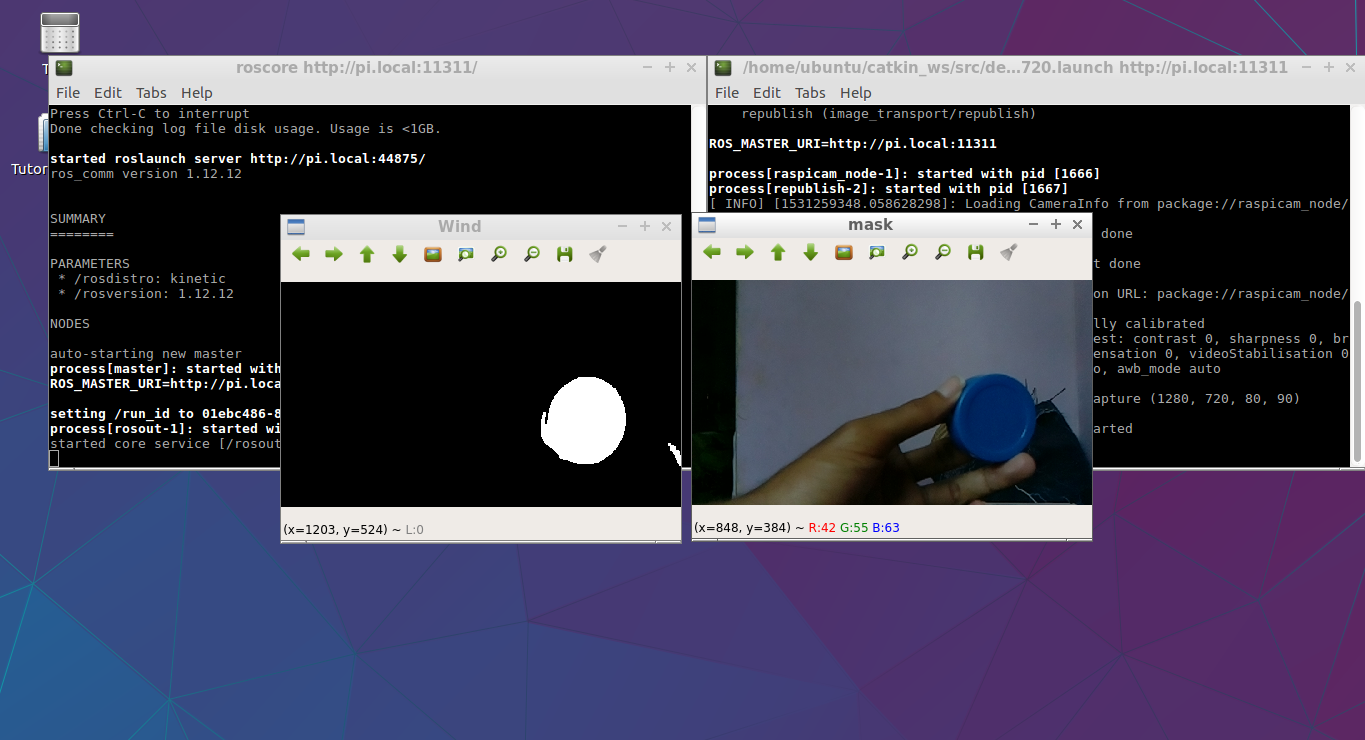 T
Tutor
roscore http://pi.local:11311/
File Edit Tabs Help
Press Ctrl-C to interrupt
Done checking log file disk usage. Usage is <1GB.
started roslaunch server http://pi.local:44875/
ros_comm version 1.12.12
SUMMARY
========
PARAMETERS
* /rosdistro: kinetic
* /rosversion: 1.12.12
NODES
auto-starting new master
process[master]: started with
ROS_MASTER_URI=http://pi.loca
setting /run_id to 01ebc486-8
process[rosout-1]: started wi
started core service [/rosout
/home/ubuntu/catkin_ws/src/de...720.launch http://pi.local:11311
File Edit Tabs Help
republish (image_transport/republish)
ROS_MASTER_URI=http://pi.local:11311
process[raspicam_node-1]: started with pid [1666]
process[republish-2]: started with pid [1667]
[ INFO] [1531259348.058628298]: Loading CameraInfo from package://raspicam_node/
done
t done
on URL: package://raspicam_node/
lly calibrated
est: contrast 0, sharpness 0, br
ensation 0, videoStabilisation 0
o, awb_mode auto
apture (1280, 720, 80, 90)
arted
Wind
(x=1203, y=524) ~ L:0
mask
(x=848, y=384) ~ R:42 G:55 B:63